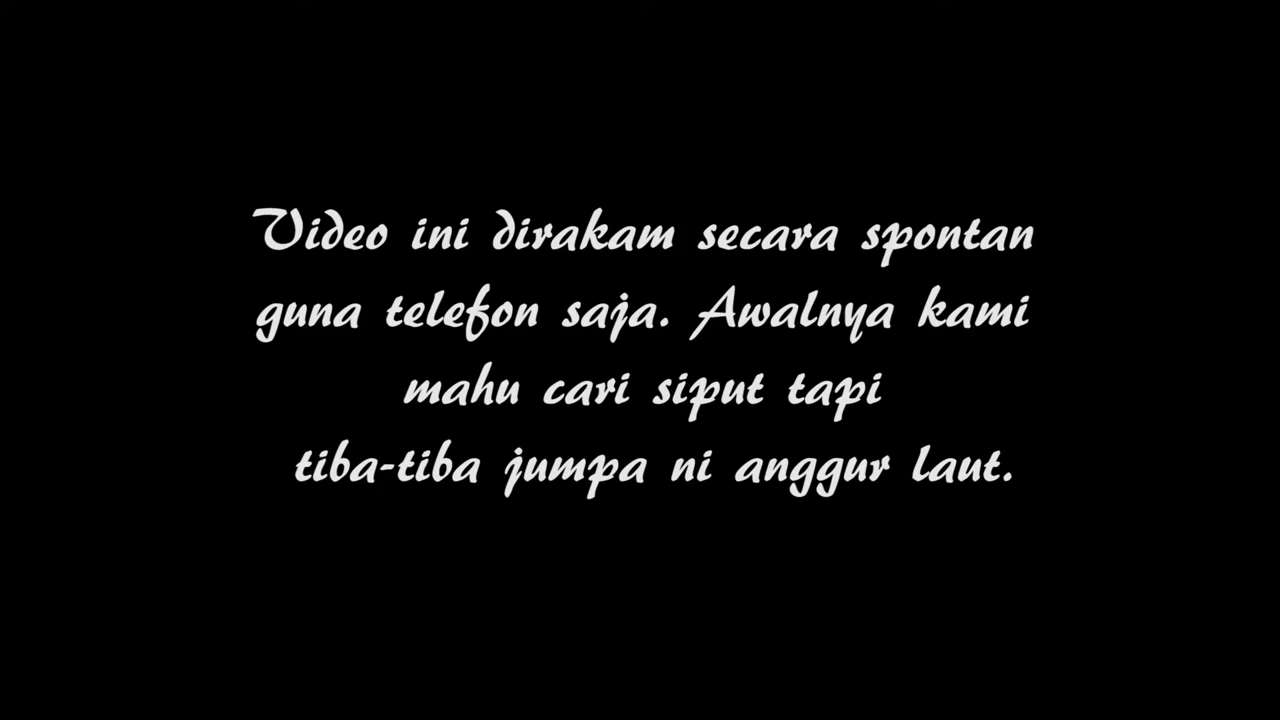 Video ini dirakam secara spontan
guna telefon saja. Awalnya kami
mahu cari siput tapi
tiba-tiba jumpa ni anggur laut.